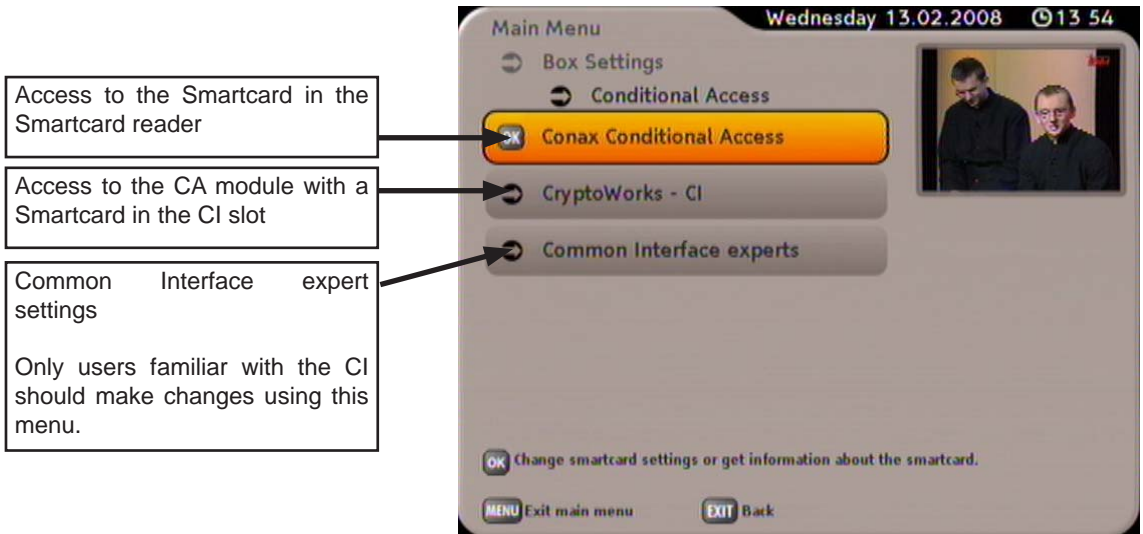 Access to the Smartcard in the
Smartcard reader
Access to the CA module with a
Smartcard in the CI slot
Common Interface expert
settings
Only users familiar with the CI
should make changes using this
menu.
Main Menu
Wednesday 13.02.2008 13 54
Box Settings
Conditional Access
OK Conax Conditional Access
CryptoWorks - CI
Common Interface experts
OK Change smartcard settings or get information about the smartcard.
MENU Exit main menu EXIT Back